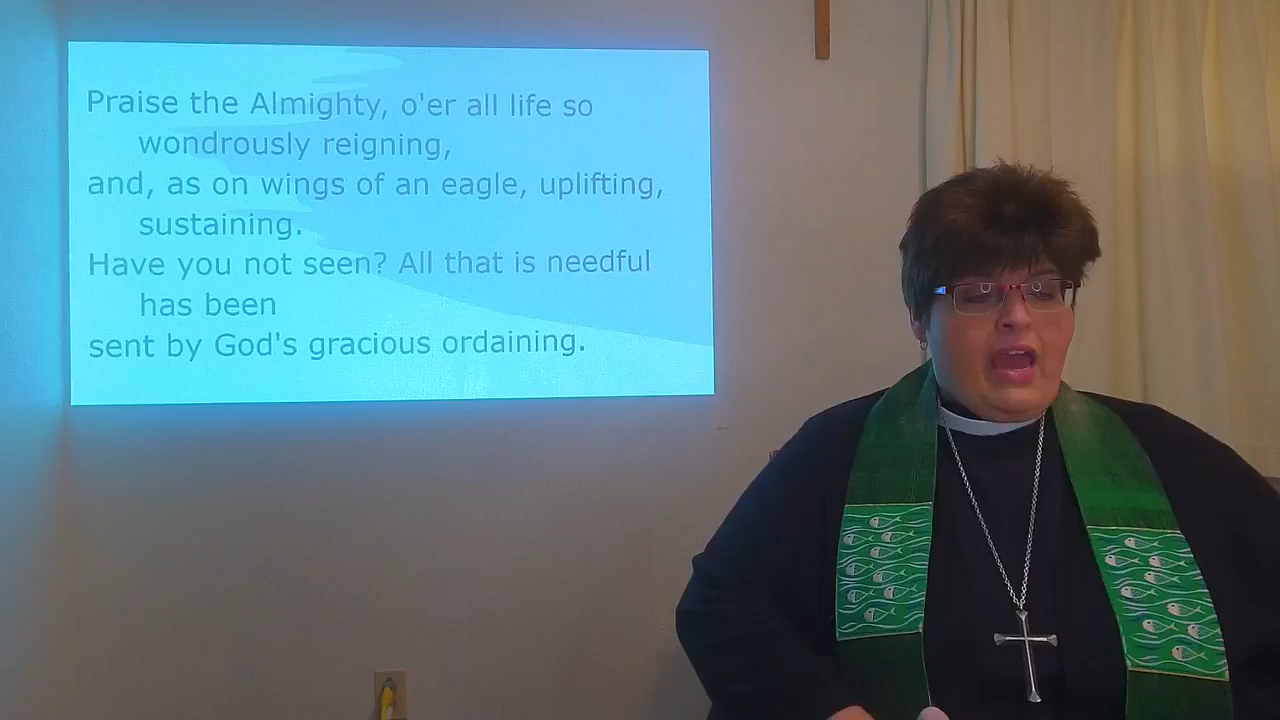 Praise the Almighty, o'er all life so
wondrously reigning,
and, as on wings of an eagle, uplifting,
sustaining.
Have you not seen? All that is needful
has been
sent by God's gracious ordaining.